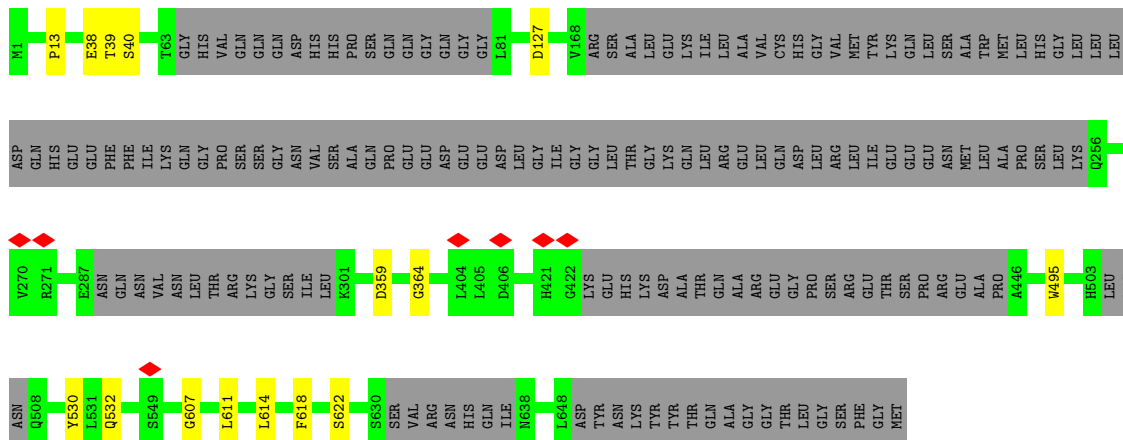 M1 P13 E38 T39 S40 T63 GLY HIS VAL GLN GLN GLN ASP HIS HIS PRO SER GLN GLN GLY GLN GLY GLY L81 D127 V168 ARG SER ALA LEU GLU LYS ILE LEU ALA VAL CYS HIS GLY VAL MET TYR LYS GLN LEU SER ALA TRP MET LEU HIS GLY LEU LEU LEU
ASP GLN HIS GLU GLU PHE PHE ILE LYS GLN GLY PRO SER SER GLY ASN VAL SER ALA GLN PRO GLU GLU ASP GLU GLU ASP LEU GLY ILE GLY GLY LEU THR GLY LYS GLN LEU ARG GLU LEU GLN ASP LEU ARG LEU ILE GLU GLU GLU ASN MET LEU ALA PRO SER LEU LYS Q256
V270 R271 E287 ASN GLN ASN VAL ASN LEU THR ARG LYS GLY SER ILE LEU K301 D359 G364 L404 L405 D406 H421 G422 LYS GLU HIS LYS ASP ALA THR GLN ALA ARG GLU GLY PRO SER ARG GLU THR SER PRO ARG GLU ALA PRO A446 W495 H503 LEU
ASN Q508 Y530 L531 Q532 S549 G607 L611 L614 F618 S622 S630 SER VAL ARG ASN HIS GLN ILE N638 L648 ASP TYR ASN LYS TYR TYR THR GLN ALA GLY GLY THR LEU GLY SER PHE GLY MET